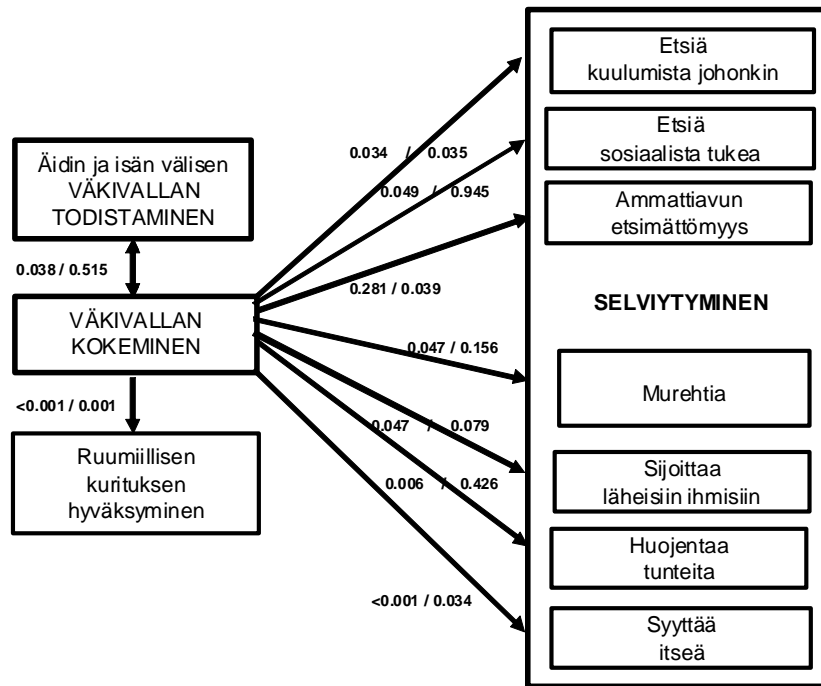 Äidin ja isän välisen
VÄKIVALLAN
TODISTAMINEN
0.038 / 0.515
VÄKIVALLAN
KOKEMINEN
<0.001 / 0.001
Ruumiillisen
kurituksen
hyväksyminen
0.034 / 0.035
0.049 / 0.945
0.281 / 0.039
0.047 / 0.156
0.047 / 0.079
0.006 / 0.426
<0.001 / 0.034
Etsiä
kuulumista johonkin
Etsiä
sosiaalista tukea
Ammattiavun
etsimättömyys
SELVIYTYMINEN
Murehtia
Sijoittaa
läheisiin ihmisiin
Huojentaa
tunteita
Syyttää
itseä